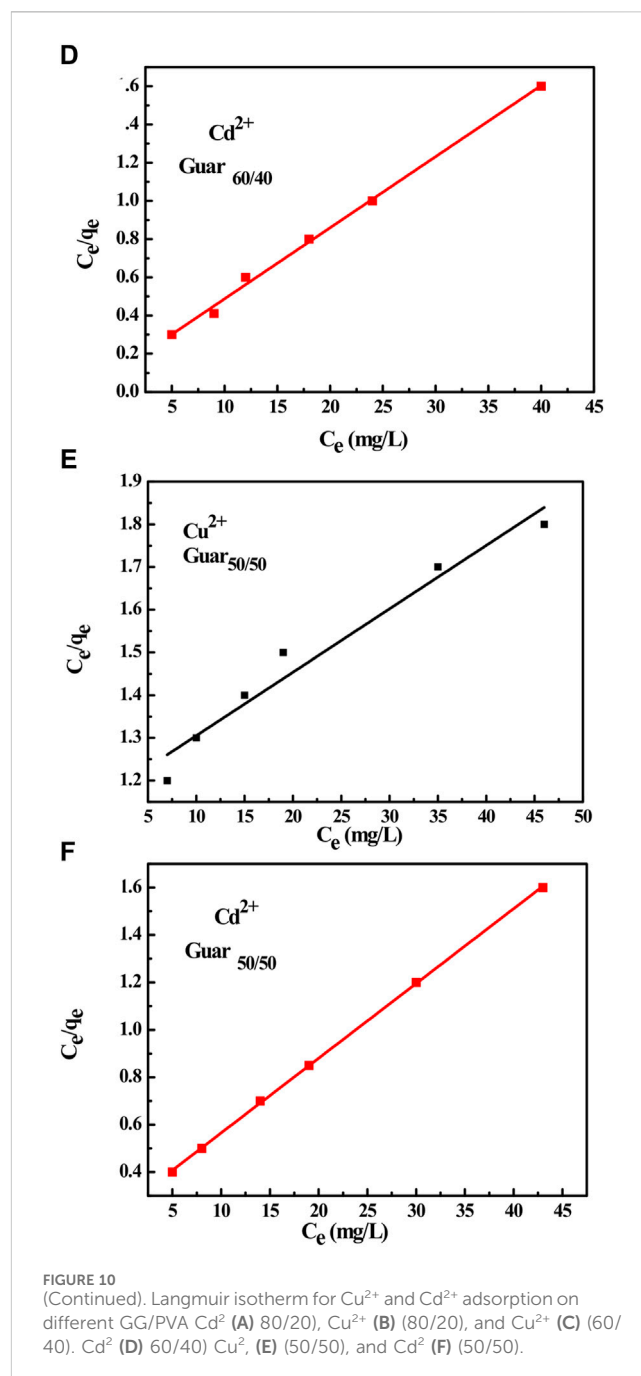 D
.6
Cd²⁺
.4
Guar 60/40
1.2
1.0
0.8
0.6
0.4
0.2
0.0
Cₑ/qₑ
5 10 15 20 25 30 35 40 45
Cₑ (mg/L)
E
1.9
Cu²⁺
1.8
Guar50/50
1.7
1.6
1.5
1.4
1.3
1.2
Cₑ/qₑ
5 10 15 20 25 30 35 40 45 50
Cₑ (mg/L)
F
1.6
Cd²⁺
1.4
Guar 50/50
1.2
1.0
0.8
0.6
0.4
Cₑ/qₑ
5 10 15 20 25 30 35 40 45
Cₑ (mg/L)
FIGURE 10
(Continued). Langmuir isotherm for Cu²⁺ and Cd²⁺ adsorption on
different GG/PVA Cd² (A) 80/20), Cu²⁺ (B) (80/20), and Cu²⁺ (C) (60/
40). Cd² (D) 60/40) Cu², (E) (50/50), and Cd² (F) (50/50).